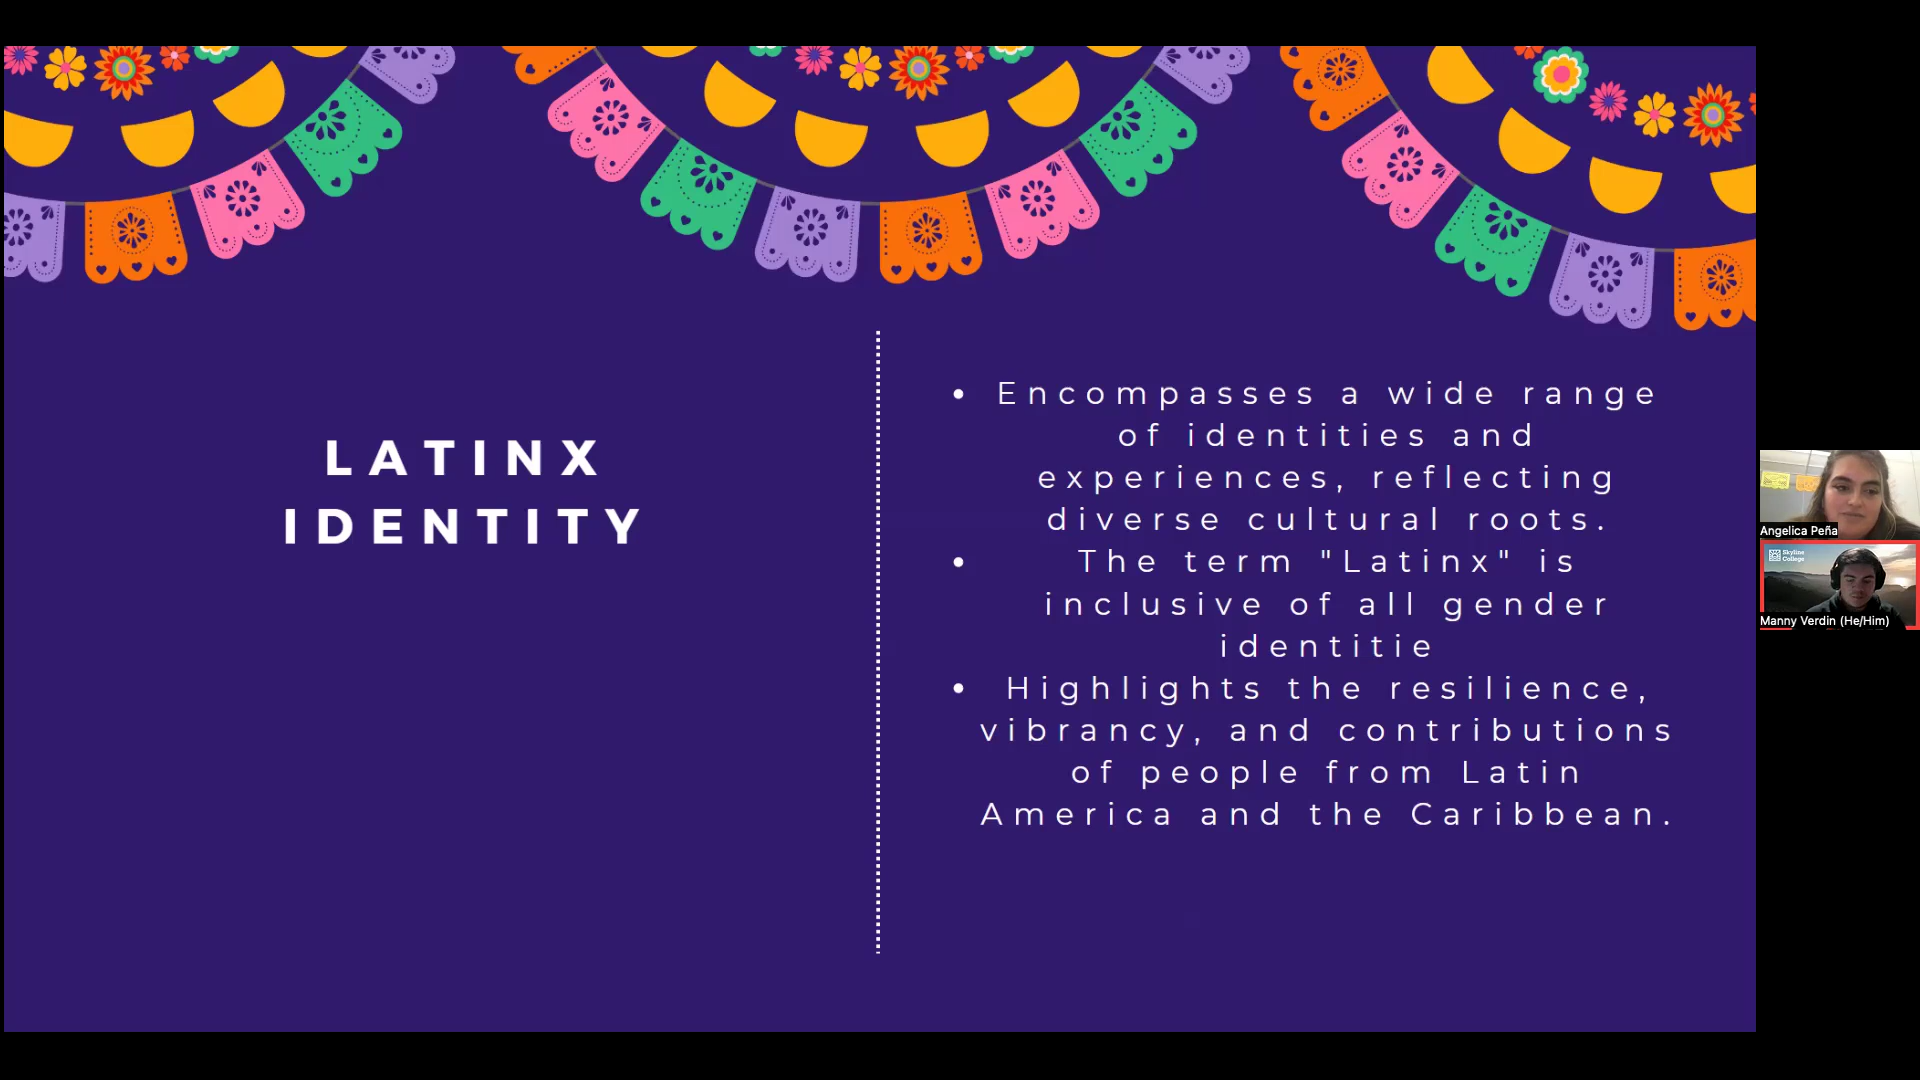 LATINX
IDENTITY
• Encompasses a wide range
of identities and
experiences, reflecting
diverse cultural roots.
• The term "Latinx" is
inclusive of all gender
identitie
• Highlights the resilience,
vibrancy, and contributions
of people from Latin
America and the Caribbean.
Angelica Peña
Skyline
College
Manny Verdin (He/Him)